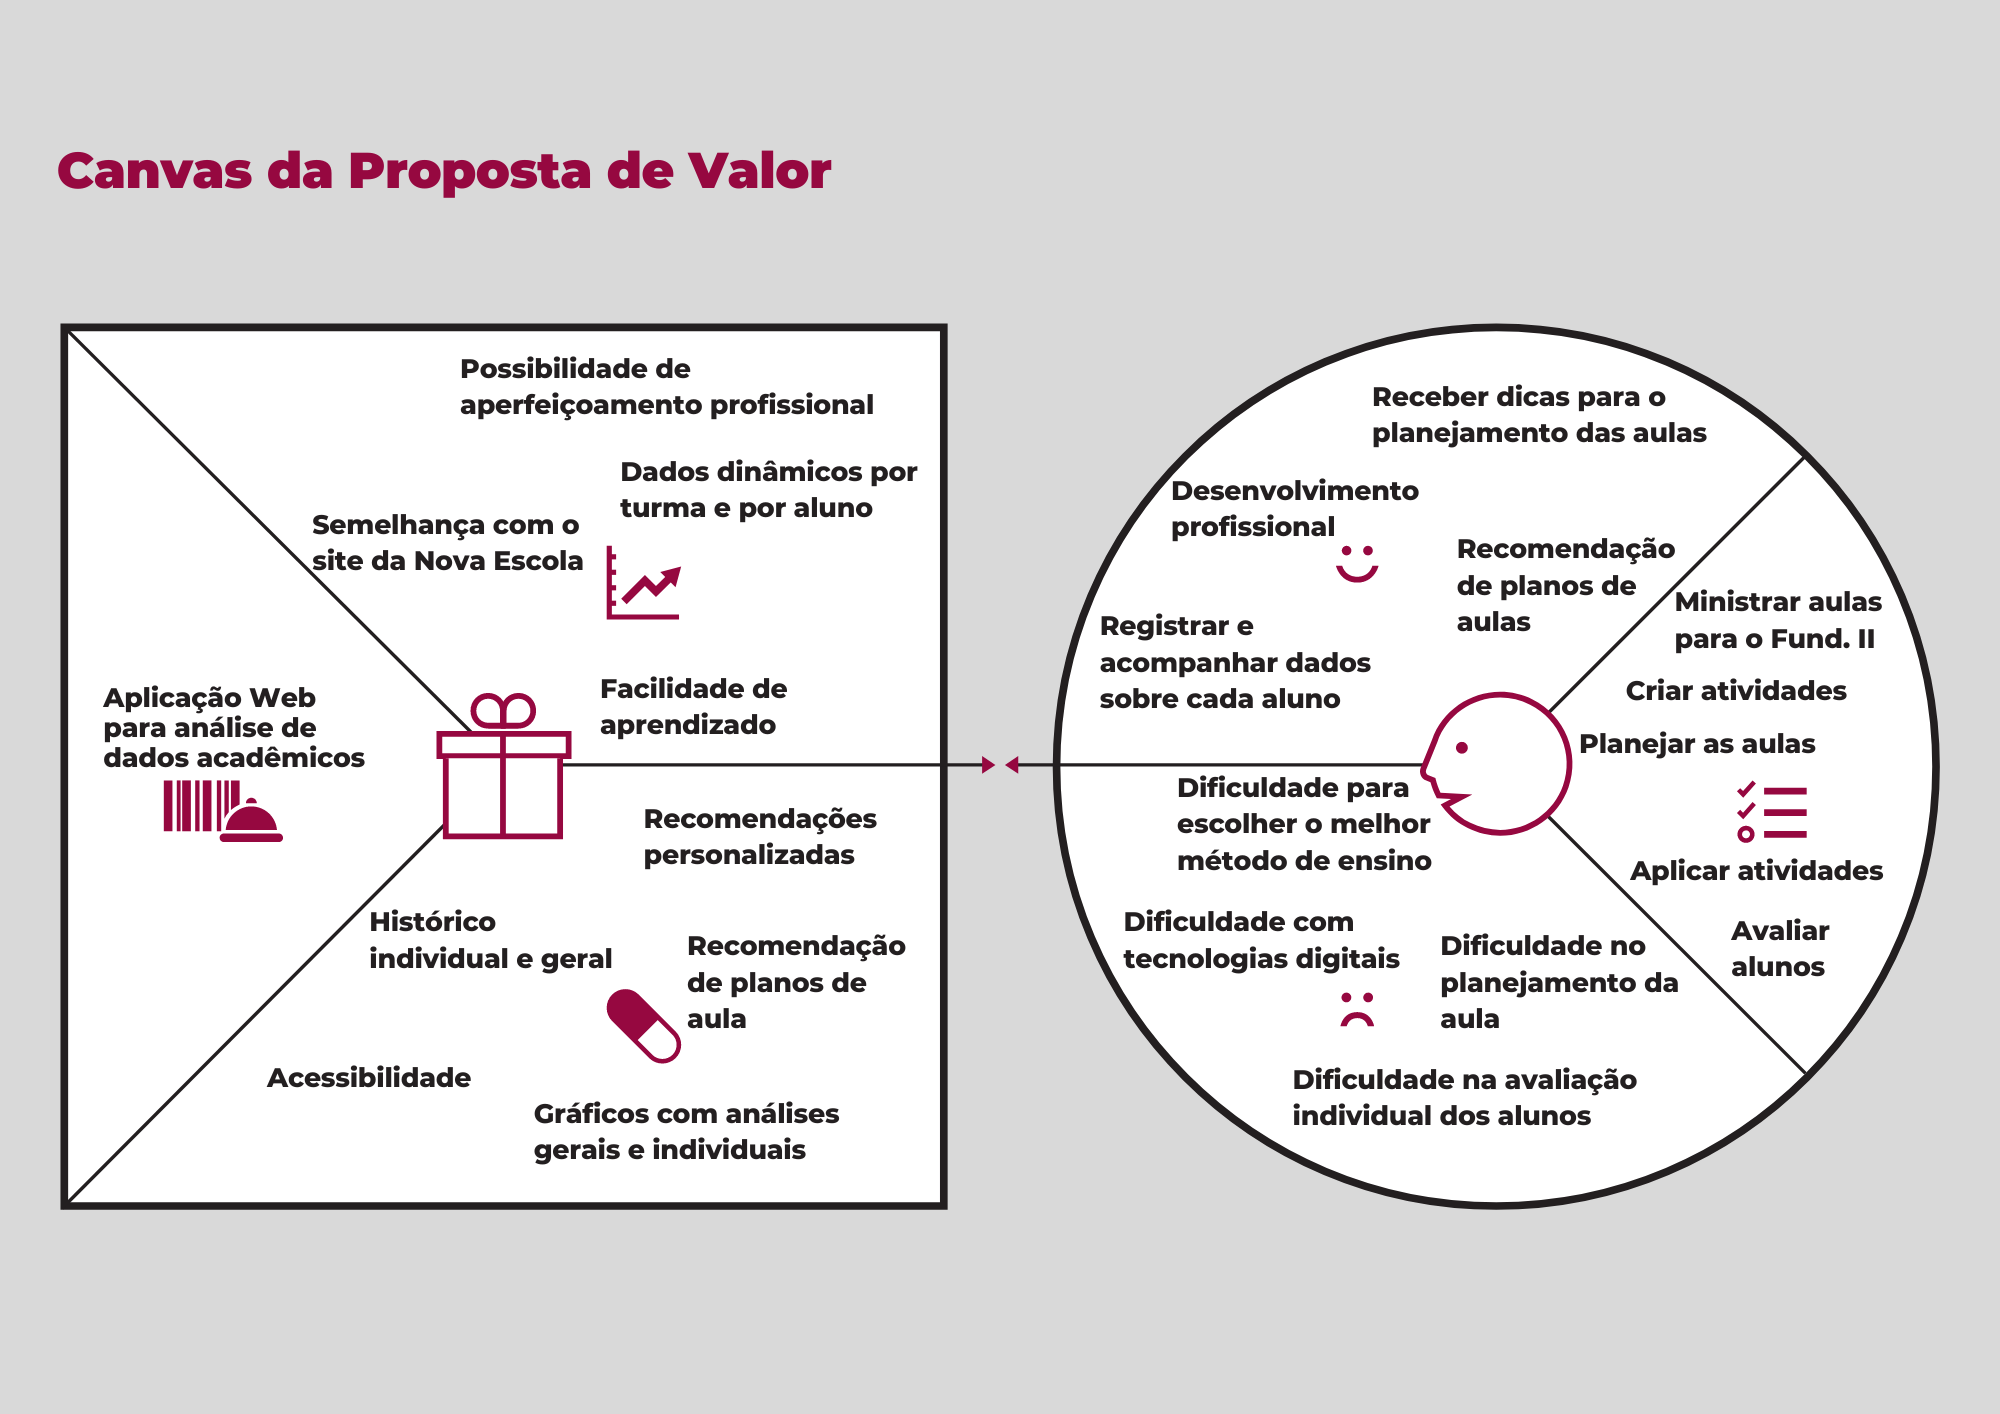 Canvas da Proposta de Valor
Possibilidade de
aperfeiçoamento profissional
Dados dinâmicos por
turma e por aluno
Semelhança com o
site da Nova Escola
Facilidade de
aprendizado
Aplicação Web
para análise de
dados acadêmicos
Recomendações
personalizadas
Histórico
individual e geral
Recomendação
de planos de
aula
Acessibilidade
Gráficos com análises
gerais e individuais
Receber dicas para o
planejamento das aulas
Desenvolvimento
profissional
Recomendação
de planos de
aulas
Registrar e
acompanhar dados
sobre cada aluno
Ministrar aulas
para o Fund. II
Criar atividades
Planejar as aulas
Aplicar atividades
Avaliar
alunos
Dificuldade para
escolher o melhor
método de ensino
Dificuldade com
tecnologias digitais
Dificuldade no
planejamento da
aula
Dificuldade na avaliação
individual dos alunos